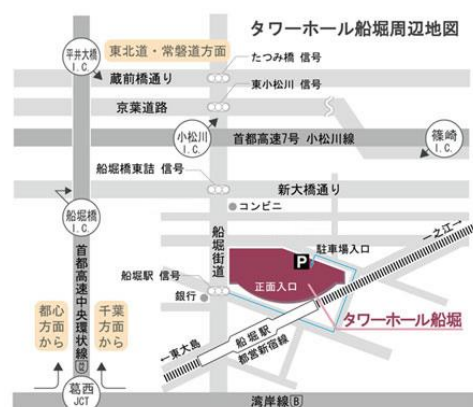 タワーホール船堀周辺地図
平井大橋
I.C.
東北道・常磐道方面
たつみ橋 信号
蔵前橋通り
東小松川 信号
京葉道路
小松川
I.C.
首都高速7号 小松川線
篠崎
I.C.
船堀橋東詰 信号
新大橋通り
コンビニ
船堀橋
I.C.
船堀街道
一之江→
駐車場入口
P
首都高速中央環状線
C2
船堀駅 信号
正面入口
銀行
タワーホール船堀
都心
方面
から
千葉
方面
から
←東大島
船堀駅
都営新宿線
葛西
JCT
湾岸線B